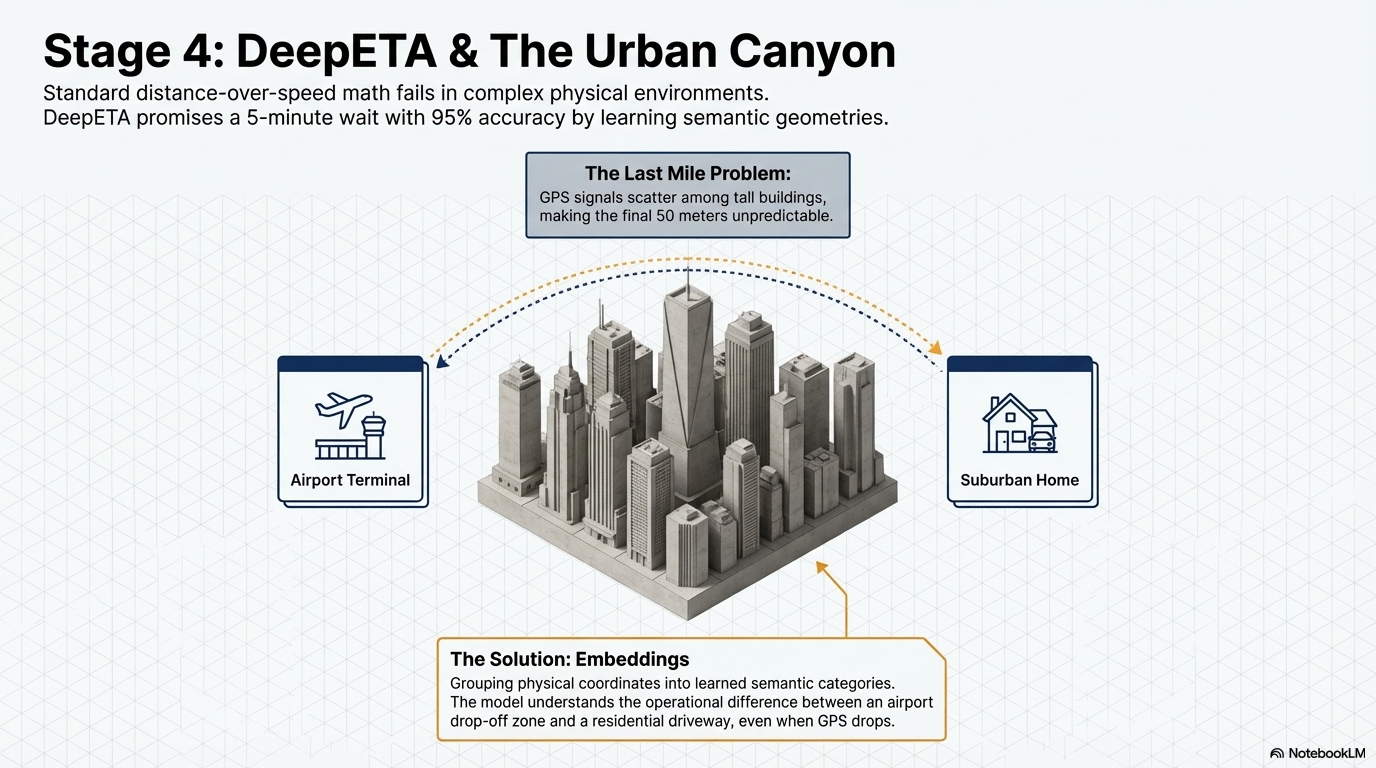 Stage 4: DeepETA & The Urban Canyon
Standard distance-over-speed math fails in complex physical environments.
DeepETA promises a 5-minute wait with 95% accuracy by learning semantic geometries.
The Last Mile Problem:
GPS signals scatter among tall buildings,
making the final 50 meters unpredictable.
Airport Terminal
Suburban Home
The Solution: Embeddings
Grouping physical coordinates into learned semantic categories.
The model understands the operational difference between an airport
drop-off zone and a residential driveway, even when GPS drops.
NotebookLM